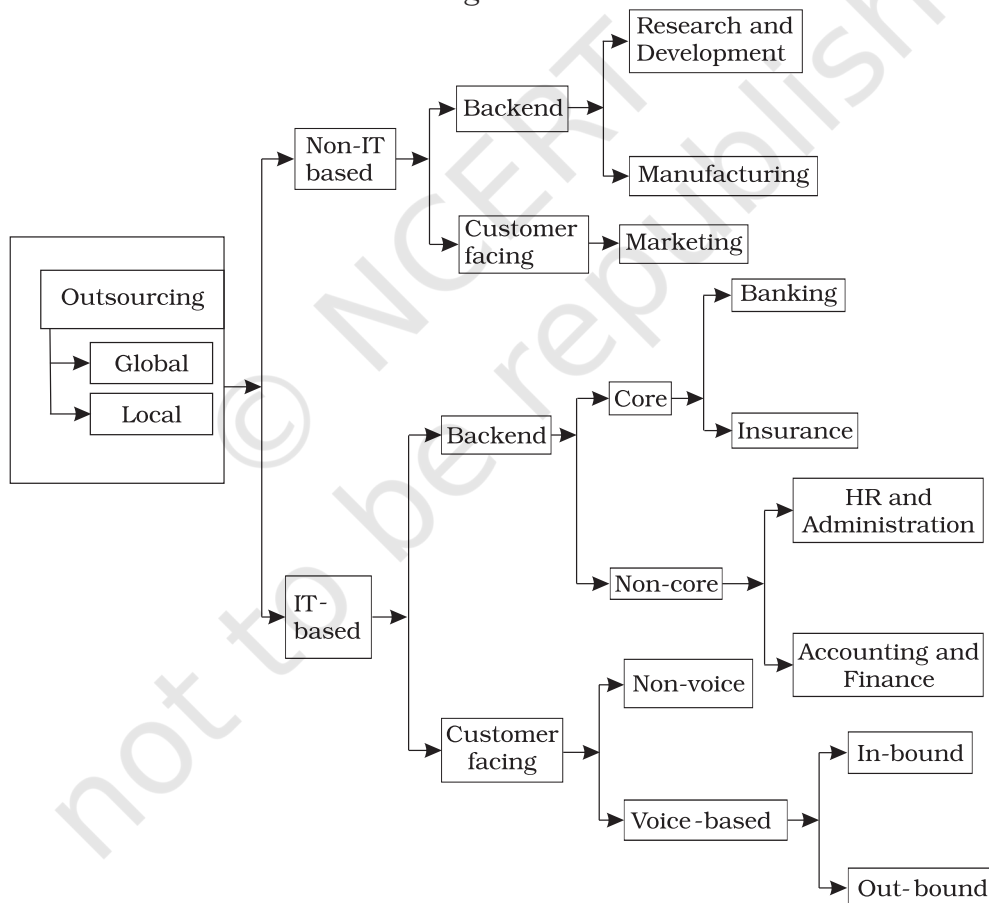 Research and
Development
Backend
Non-IT
based
Manufacturing
Customer
facing
Marketing
Outsourcing
Global
Local
Banking
Core
Backend
Insurance
HR and
Administration
Non-core
IT-
based
Accounting and
Finance
Non-voice
Customer
facing
In-bound
Voice-based
Out-bound
© NCERT
not to be republish